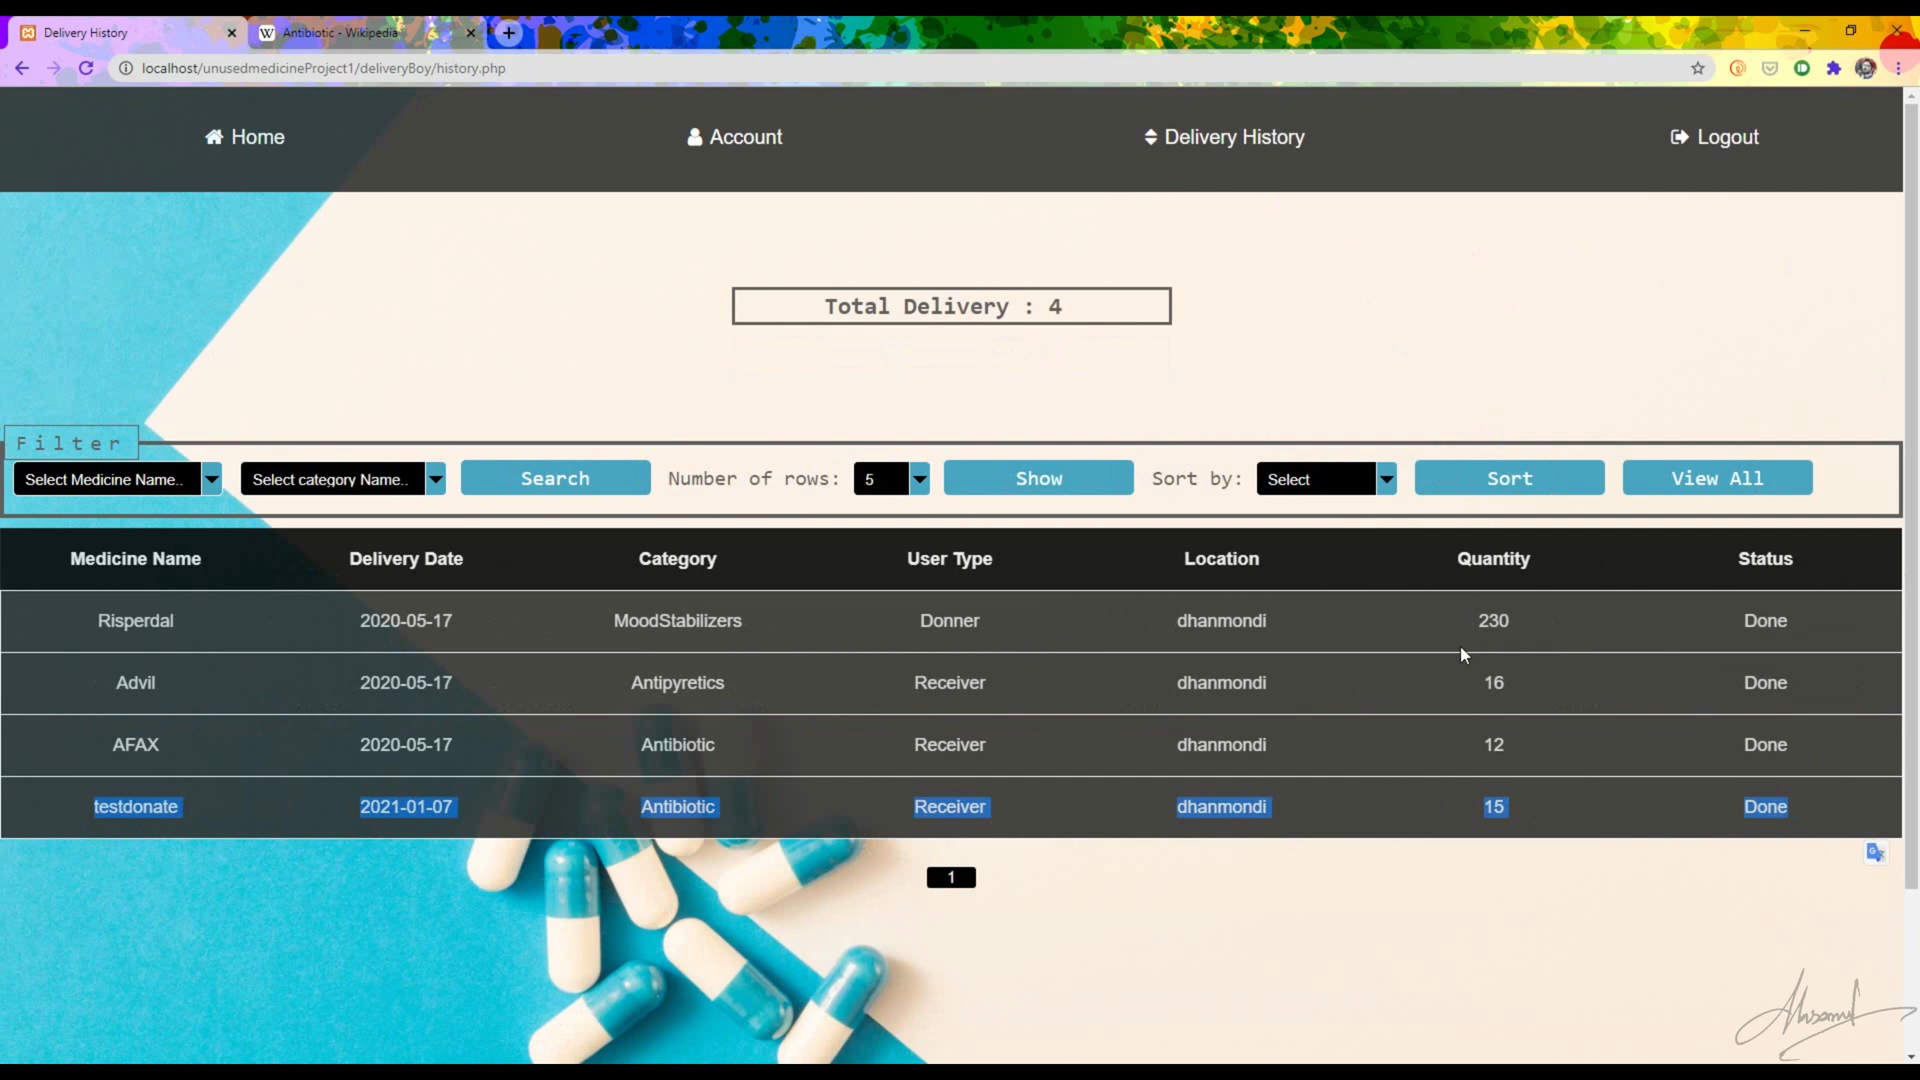 Delivery History
Antibiotic - Wikipedia
localhost/unusedmedicineProject1/deliveryBoy/history.php
Home Account Delivery History Logout
Total Delivery : 4
Filter
Select Medicine Name.. Select category Name.. Search Number of rows: 5 Show Sort by: Select Sort View All
Medicine Name Delivery Date Category User Type Location Quantity Status
Risperdal 2020-05-17 MoodStabilizers Donner dhanmondi 230 Done
Advil 2020-05-17 Antipyretics Receiver dhanmondi 16 Done
AFAX 2020-05-17 Antibiotic Receiver dhanmondi 12 Done
testdonate 2021-01-07 Antibiotic Receiver dhanmondi 15 Done
1